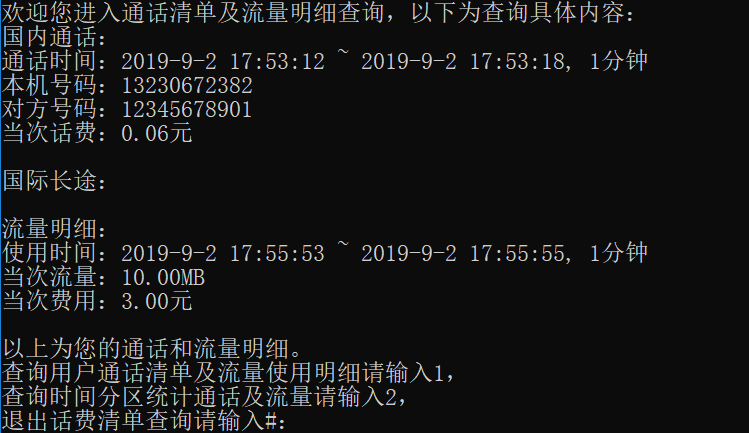 欢迎您进入通话清单及流量明细查询，以下为查询具体内容：
国内通话：
通话时间：2019-9-2 17:53:12 ~ 2019-9-2 17:53:18, 1分钟
本机号码：13230672382
对方号码：12345678901
当次话费：0.06元
国际长途：
流量明细：
使用时间：2019-9-2 17:55:53 ~ 2019-9-2 17:55:55, 1分钟
当次流量：10.00MB
当次费用：3.00元
以上为您的通话和流量明细。
查询用户通话清单及流量使用明细请输入1，
查询时间分区统计通话及流量请输入2，
退出话费清单查询请输入#：